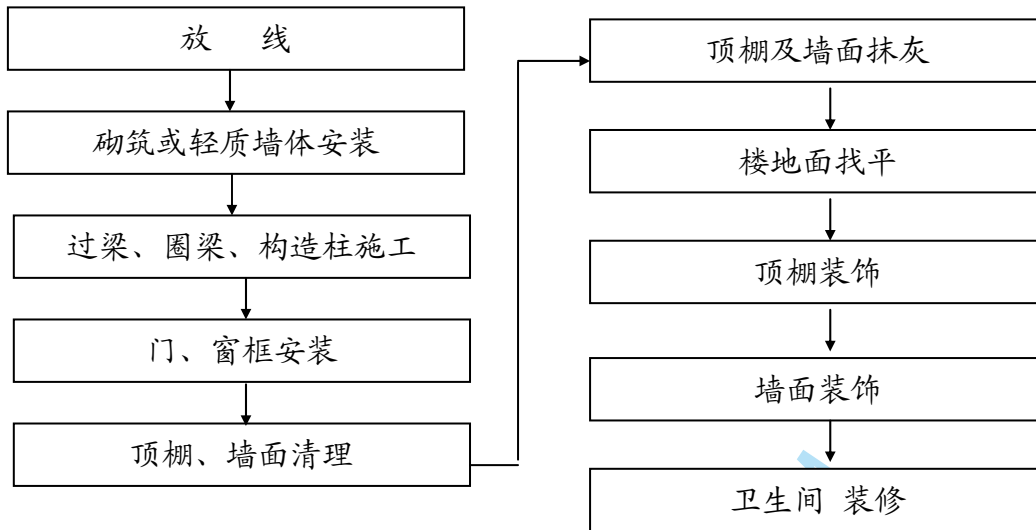 放 线
砌筑或轻质墙体安装
过梁、圈梁、构造柱施工
门、窗框安装
顶棚、墙面清理
顶棚及墙面抹灰
楼地面找平
顶棚装饰
墙面装饰
卫生间 装修